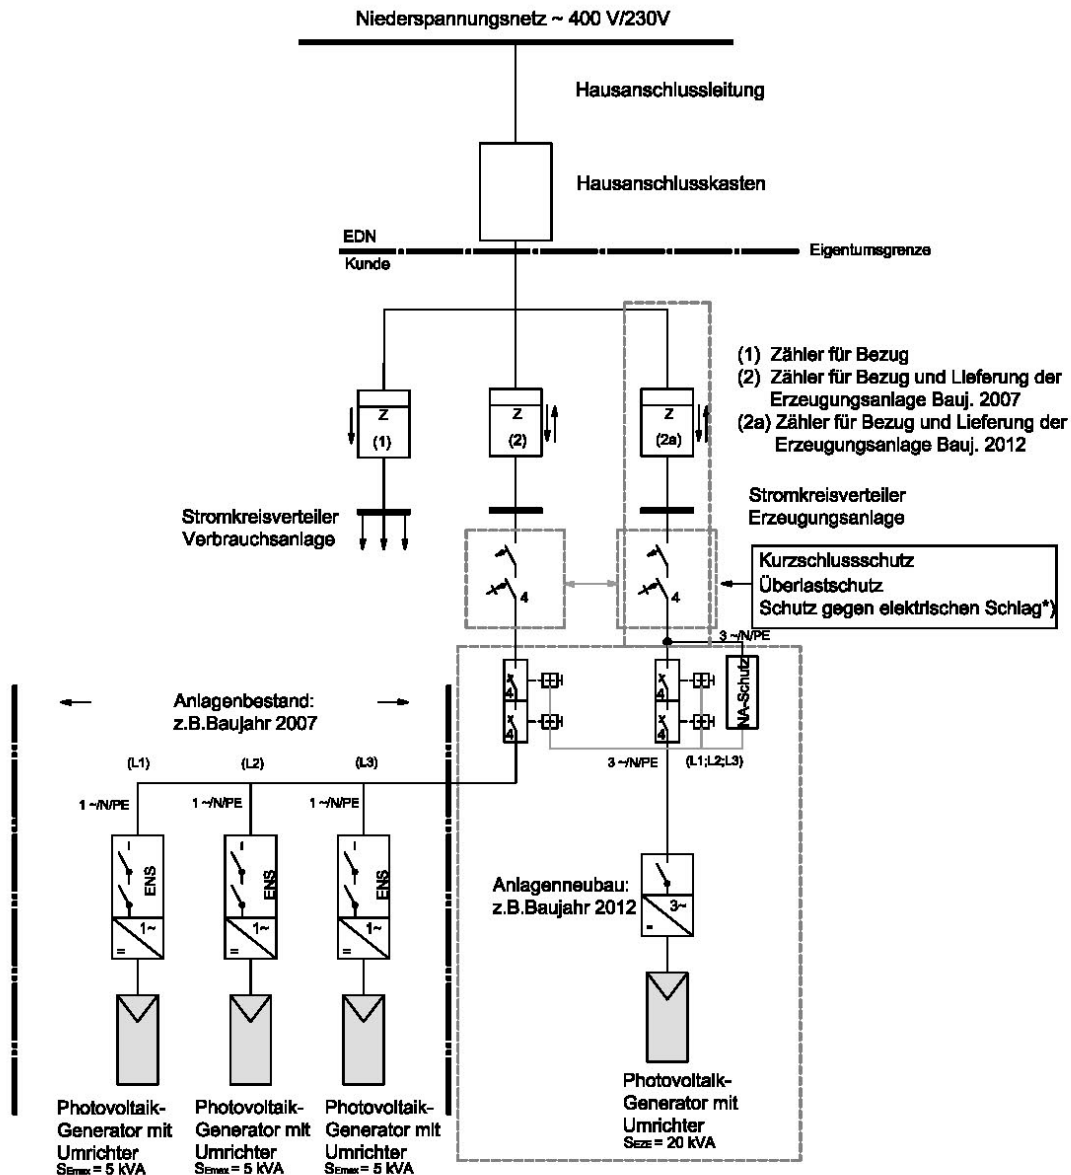 Niederspannungsnetz ~ 400 V/230V
Hausanschlussleitung
Hausanschlusskasten
EDN
Kunde
Eigentumsgrenze
(1) Zähler für Bezug
(2) Zähler für Bezug und Lieferung der
Erzeugungsanlage Bauj. 2007
(2a) Zähler für Bezug und Lieferung der
Erzeugungsanlage Bauj. 2012
Z
(1)
Z
(2)
Z
(2a)
Stromkreisverteiler
Verbrauchsanlage
Stromkreisverteiler
Erzeugungsanlage
4
4
Kurzschlussschutz
Überlastschutz
Schutz gegen elektrischen Schlag*)
3 ~/N/PE
4
4
4
4
NA-Schutz
Anlagenbestand:
z.B.Baujahr 2007
3 ~/N/PE
(L1;L2;L3)
(L1)
(L2)
(L3)
1 ~/N/PE
1 ~/N/PE
1 ~/N/PE
ENS
ENS
ENS
1~
=
1~
=
1~
=
Anlagenneubau:
z.B.Baujahr 2012
3~
=
Photovoltaik-
Generator mit
Umrichter
SEmax = 5 kVA
Photovoltaik-
Generator mit
Umrichter
SEmax = 5 kVA
Photovoltaik-
Generator mit
Umrichter
SEmax = 5 kVA
Photovoltaik-
Generator mit
Umrichter
SEZE = 20 kVA